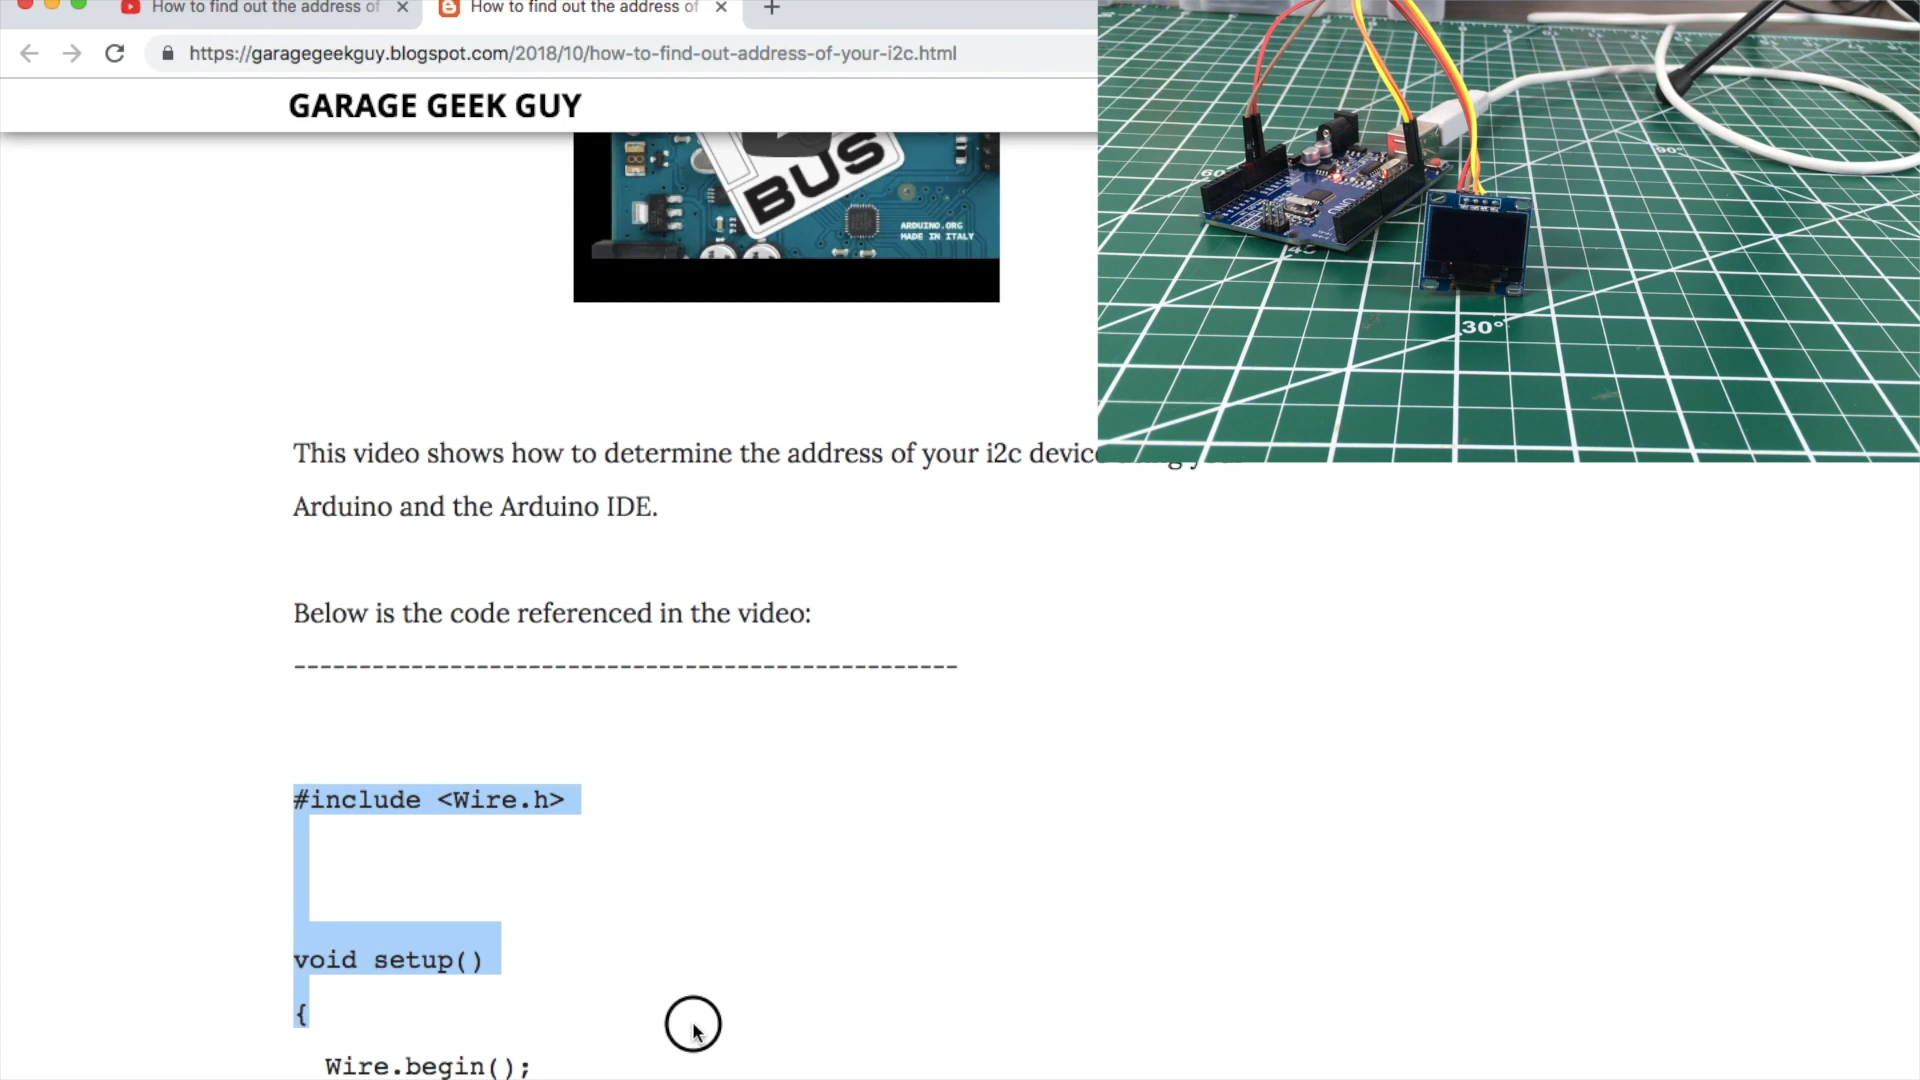 How to find out the address of
How to find out the address of
https://garagegeekguy.blogspot.com/2018/10/how-to-find-out-address-of-your-i2c.html
GARAGE GEEK GUY
BUS
ARDUINO.ORG
MADE IN ITALY
60°
90°
30°
This video shows how to determine the address of your i2c
Arduino and the Arduino IDE.
Below is the code referenced in the video:
---------------------------------------------------
#include <Wire.h>
void setup()
{
Wire.begin();